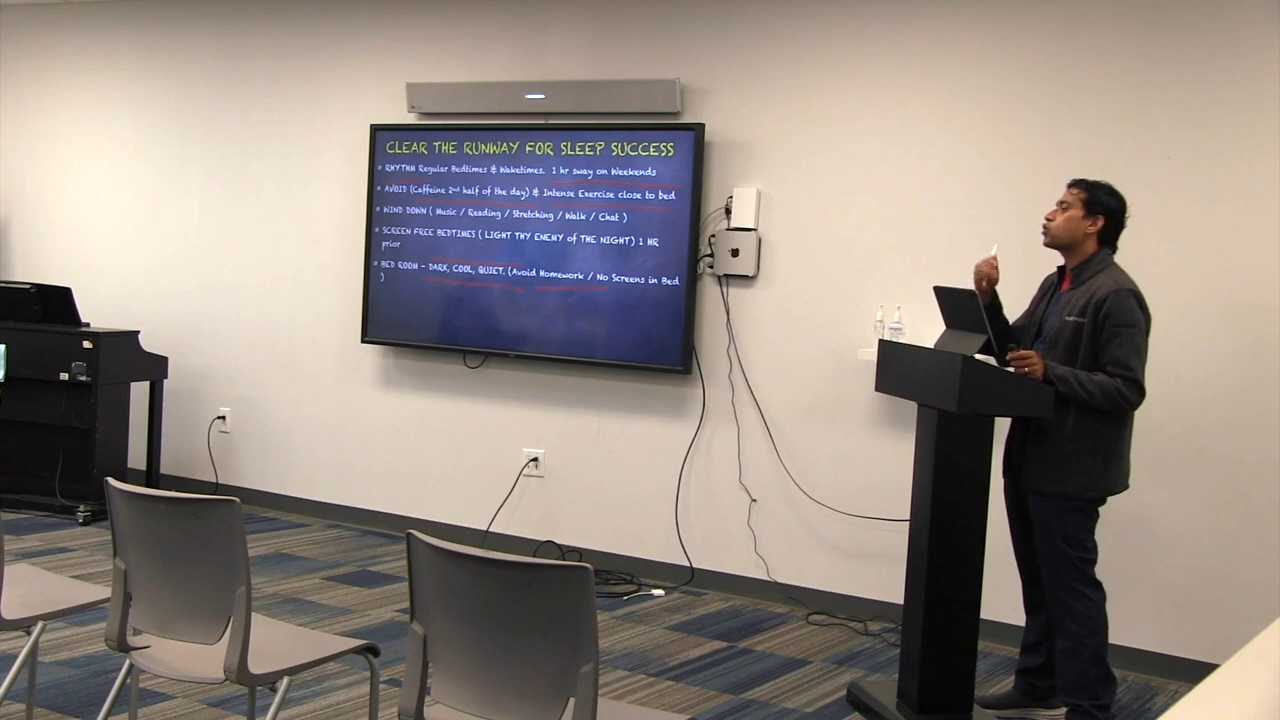 CLEAR THE RUNWAY FOR SLEEP SUCCESS
RHYTHM Regular Bedtimes & Waketimes. 1 hr sway on Weekends
AVOID (Caffeine 2nd half of the day) & Intense Exercise close to bed
WIND DOWN ( Music / Reading / Stretching / Walk / Chat )
SCREEN FREE BEDTIMES ( LIGHT THY ENEMY of THE NIGHT) 1 HR
prior
BED ROOM – DARK, COOL, QUIET. (Avoid Homework / No Screens in Bed
)